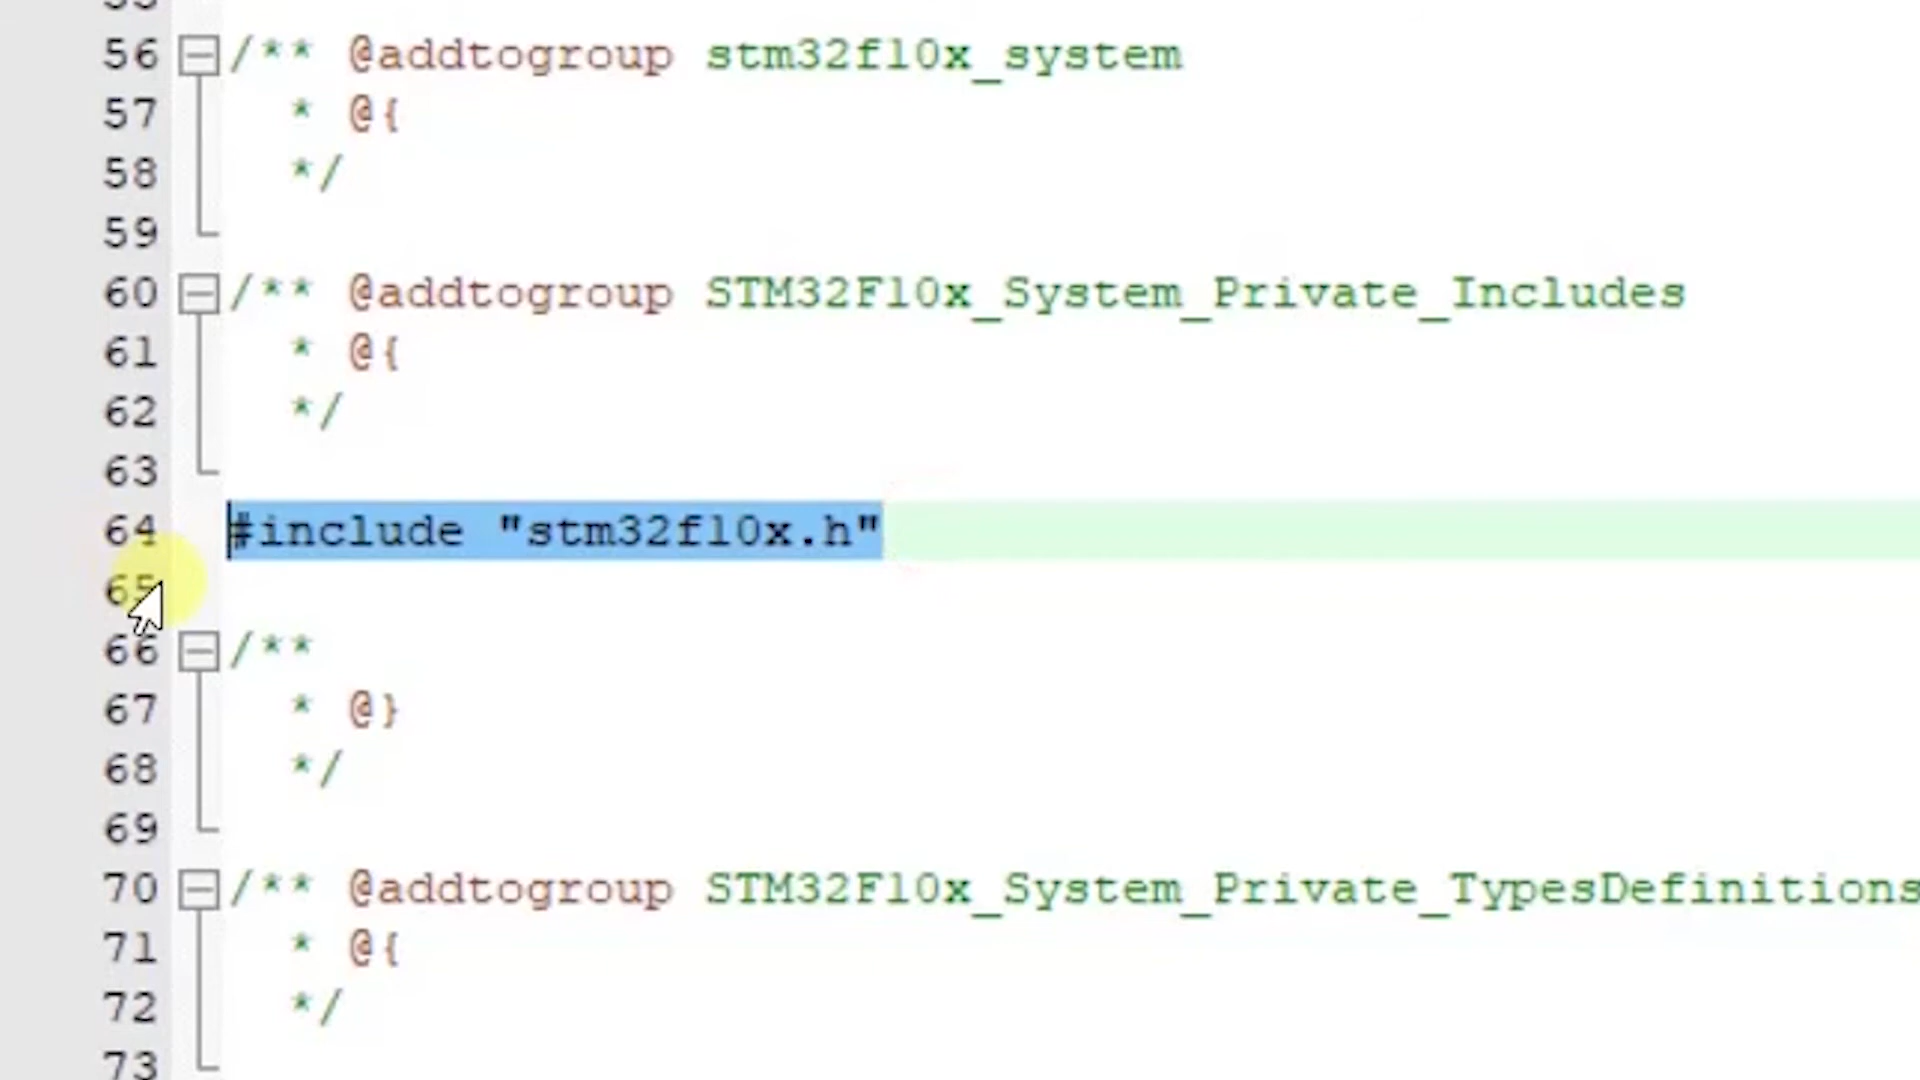 56 /** @addtogroup stm32f10x_system
57 * @{
58 */
59
60 /** @addtogroup STM32F10x_System_Private_Includes
61 * @{
62 */
63
64 #include "stm32f10x.h"
65
66 /**
67 * @}
68 */
69
70 /** @addtogroup STM32F10x_System_Private_TypesDefinitions
71 * @{
72 */
73